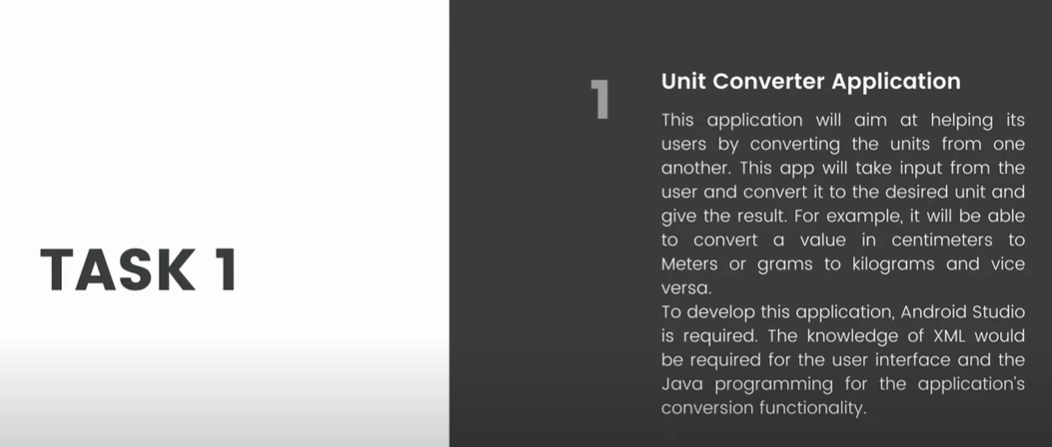 TASK 1
1
Unit Converter Application
This application will aim at helping its
users by converting the units from one
another. This app will take input from the
user and convert it to the desired unit and
give the result. For example, it will be able
to convert a value in centimeters to
Meters or grams to kilograms and vice
versa.
To develop this application, Android Studio
is required. The knowledge of XML would
be required for the user interface and the
Java programming for the application's
conversion functionality.